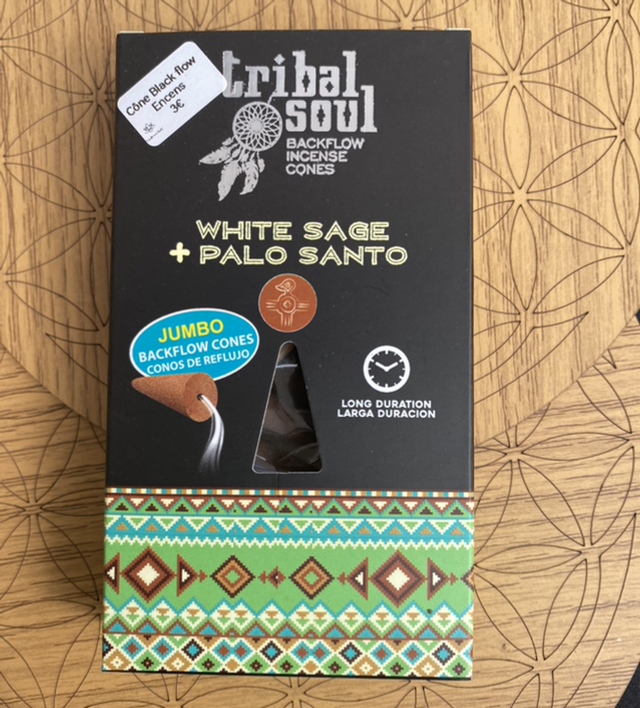 Cône Black flow
Encens
3€
tribal
soul
BACKFLOW
INCENSE
CONES
WHITE SAGE
+ PALO SANTO
JUMBO
BACKFLOW CONES
CONOS DE REFLUJO
LONG DURATION
LARGA DURACION